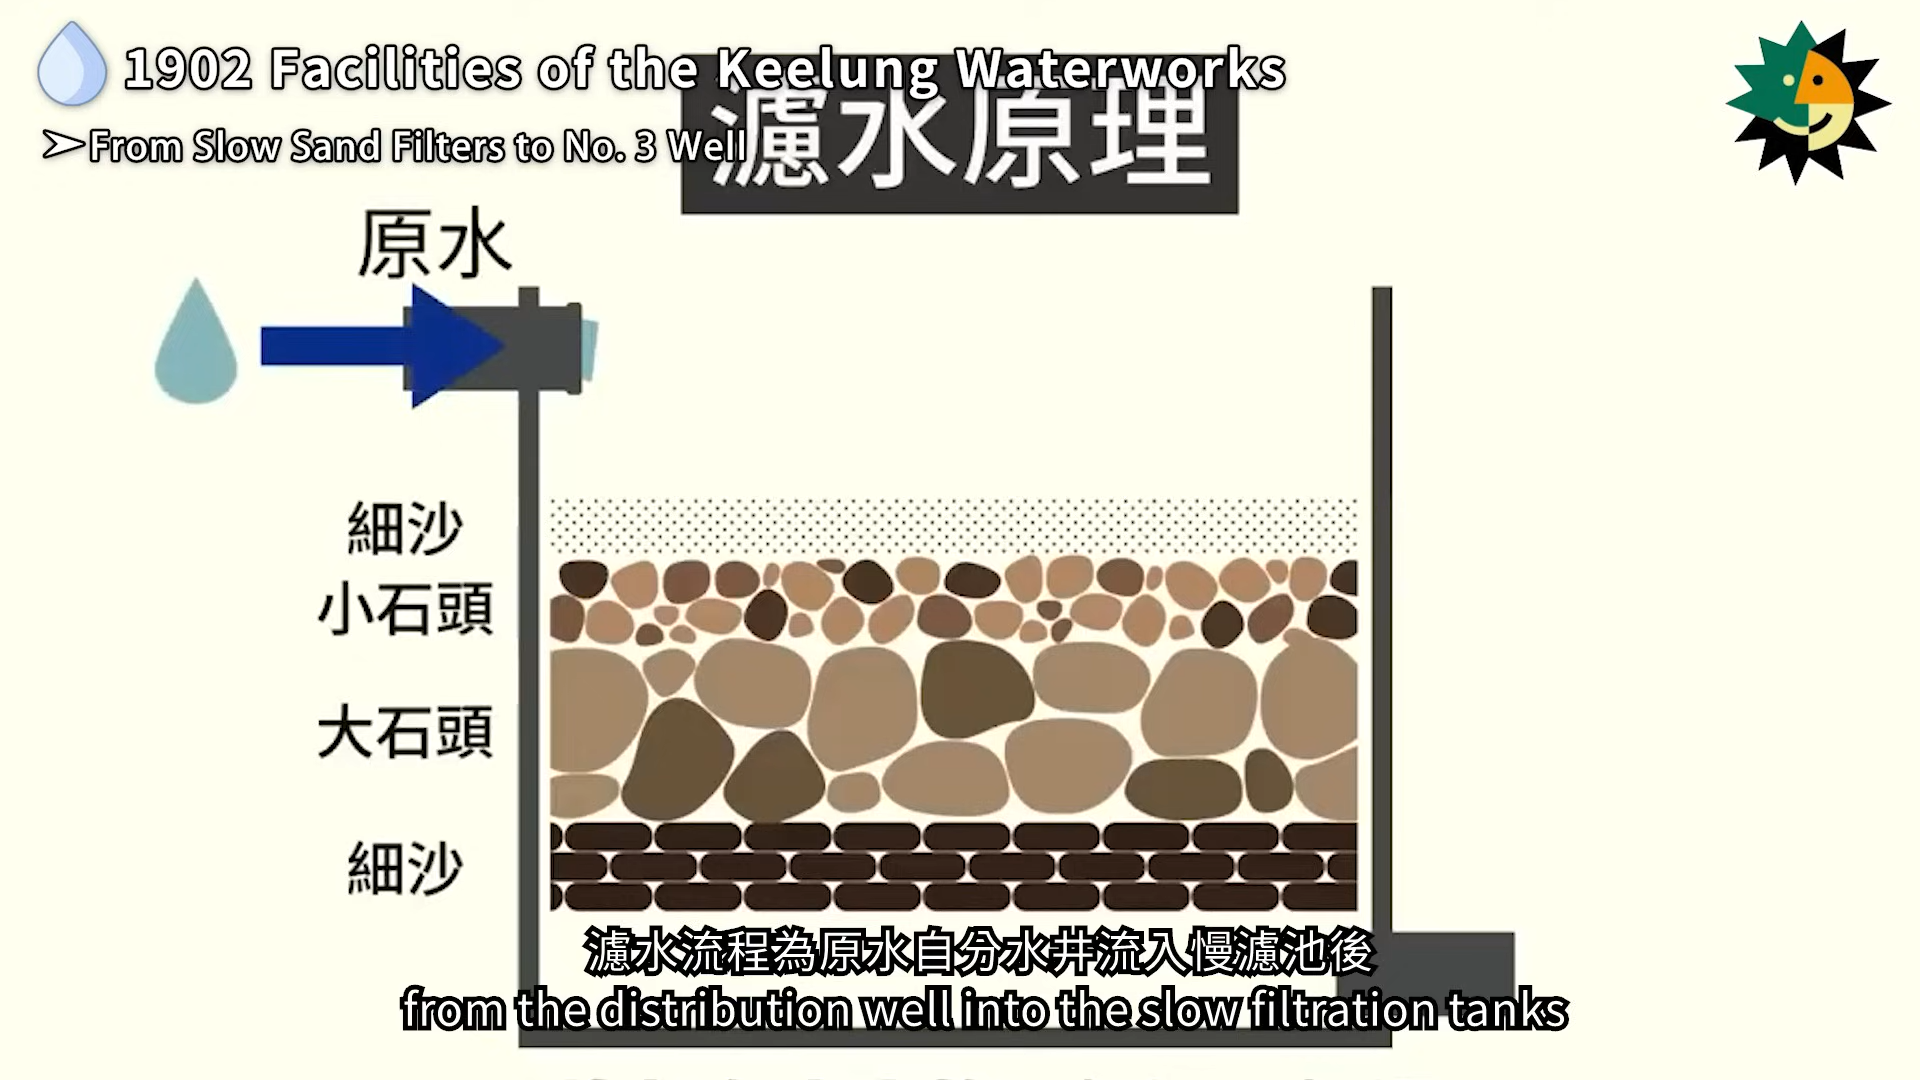 1902 Facilities of the Keelung Waterworks
濾水原理
➢From Slow Sand Filters to No. 3 Well
原水
細沙
小石頭
大石頭
細沙
濾水流程為原水自分水井流入慢濾池後
from the distribution well into the slow filtration tanks